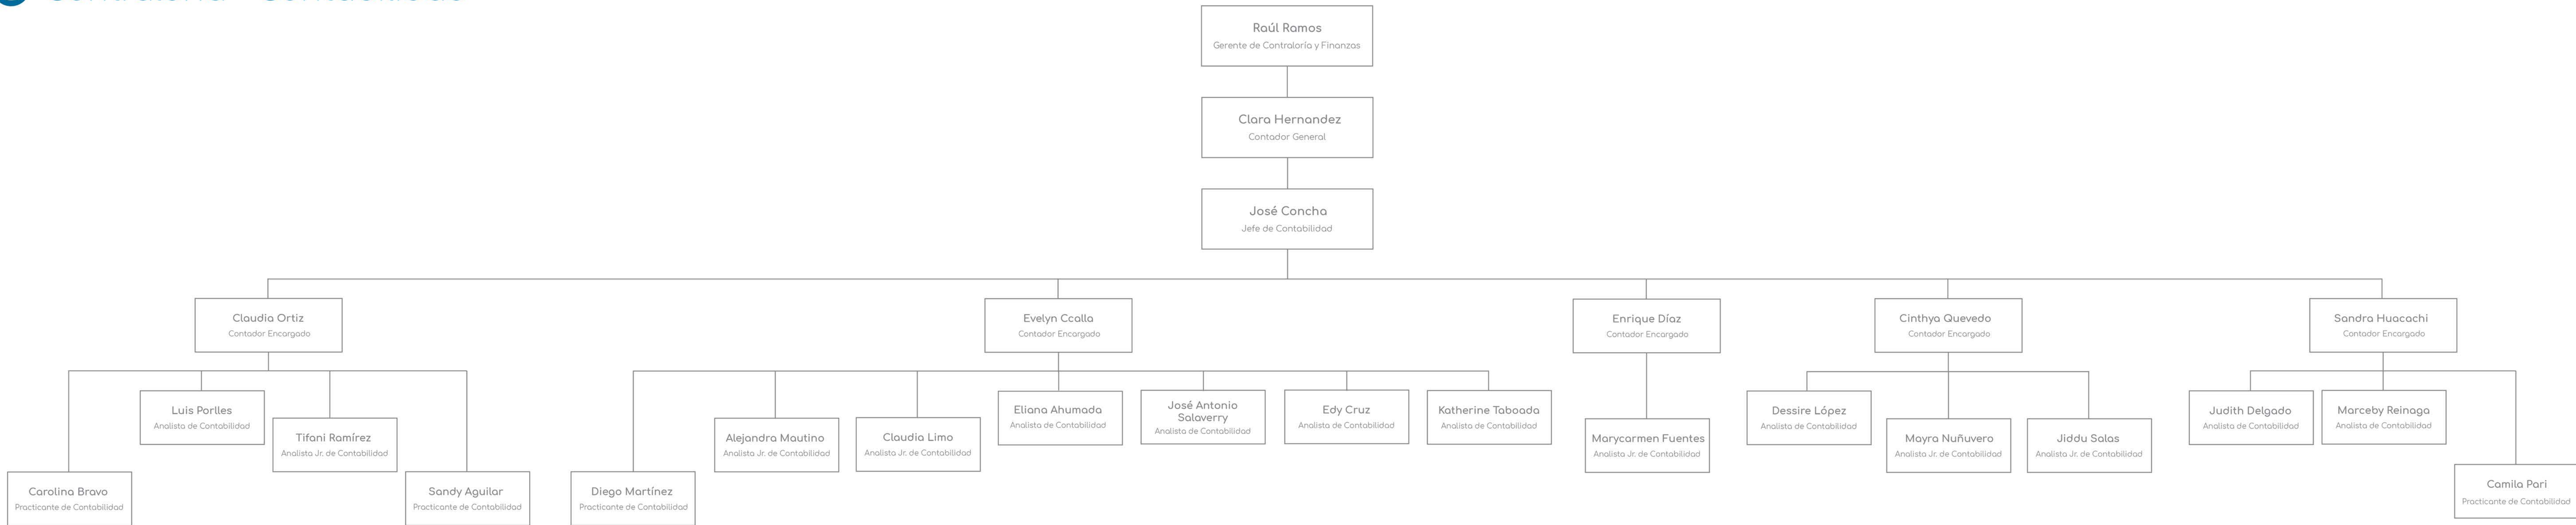 Raúl Ramos
Gerente de Contraloría y Finanzas
Clara Hernandez
Contador General
José Concha
Jefe de Contabilidad
Claudia Ortiz
Contador Encargado
Evelyn Ccalla
Contador Encargado
Enrique Díaz
Contador Encargado
Cinthya Quevedo
Contador Encargado
Sandra Huacachi
Contador Encargado
Carolina Bravo
Practicante de Contabilidad
Luis Porlles
Analista de Contabilidad
Tifani Ramírez
Analista Jr. de Contabilidad
Sandy Aguilar
Practicante de Contabilidad
Diego Martínez
Practicante de Contabilidad
Alejandra Mautino
Analista Jr. de Contabilidad
Claudia Limo
Analista Jr. de Contabilidad
Eliana Ahumada
Analista de Contabilidad
José Antonio
Salaverry
Analista de Contabilidad
Edy Cruz
Analista de Contabilidad
Katherine Taboada
Analista de Contabilidad
Marycarmen Fuentes
Analista Jr. de Contabilidad
Dessire López
Analista de Contabilidad
Mayra Nuñuvero
Analista Jr. de Contabilidad
Jiddu Salas
Analista Jr. de Contabilidad
Judith Delgado
Analista de Contabilidad
Marceby Reinaga
Analista de Contabilidad
Camila Pari
Practicante de Contabilidad